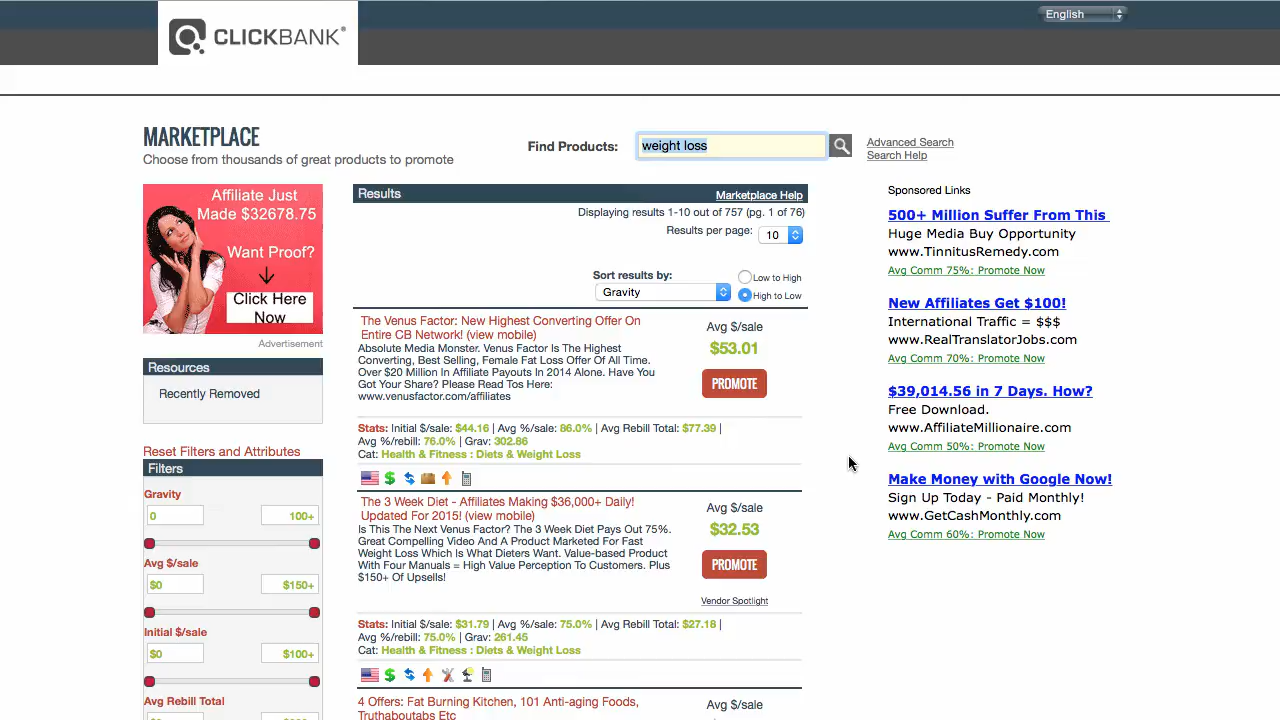 English
CLICKBANK®
MARKETPLACE
Choose from thousands of great products to promote
Find Products:
weight loss
Advanced Search
Search Help
Affiliate Just
Made $32678.75
Want Proof?
Click Here
Now
Advertisement
Resources
Recently Removed
Reset Filters and Attributes
Filters
Gravity
0
100+
Avg $/sale
$0
$150+
Initial $/sale
$0
$100+
Avg Rebill Total
Results
Marketplace Help
Displaying results 1-10 out of 757 (pg. 1 of 76)
Results per page:
10
Sort results by:
Gravity
Low to High
High to Low
The Venus Factor: New Highest Converting Offer On
Entire CB Network! (view mobile)
Absolute Media Monster. Venus Factor Is The Highest
Converting, Best Selling, Female Fat Loss Offer Of All Time.
Over $20 Million In Affiliate Payouts In 2014 Alone. Have You
Got Your Share? Please Read Tos Here:
www.venusfactor.com/affiliates
Avg $/sale
$53.01
PROMOTE
Stats: Initial $/sale: $44.16 | Avg %/sale: 86.0% | Avg Rebill Total: $77.39 |
Avg %/rebill: 76.0% | Grav: 302.86
Cat: Health & Fitness : Diets & Weight Loss
The 3 Week Diet - Affiliates Making $36,000+ Daily!
Updated For 2015! (view mobile)
Is This The Next Venus Factor? The 3 Week Diet Pays Out 75%.
Great Compelling Video And A Product Marketed For Fast
Weight Loss Which Is What Dieters Want. Value-based Product
With Four Manuals = High Value Perception To Customers. Plus
$150+ Of Upsells!
Avg $/sale
$32.53
PROMOTE
Vendor Spotlight
Stats: Initial $/sale: $31.79 | Avg %/sale: 75.0% | Avg Rebill Total: $27.18 |
Avg %/rebill: 75.0% | Grav: 261.45
Cat: Health & Fitness : Diets & Weight Loss
4 Offers: Fat Burning Kitchen, 101 Anti-aging Foods,
Truthaboutabs Etc
Avg $/sale
Sponsored Links
500+ Million Suffer From This
Huge Media Buy Opportunity
www.TinnitusRemedy.com
Avg Comm 75%: Promote Now
New Affiliates Get $100!
International Traffic = $$$
www.RealTranslatorJobs.com
Avg Comm 70%: Promote Now
$39,014.56 in 7 Days. How?
Free Download.
www.AffiliateMillionaire.com
Avg Comm 50%: Promote Now
Make Money with Google Now!
Sign Up Today - Paid Monthly!
www.GetCashMonthly.com
Avg Comm 60%: Promote Now